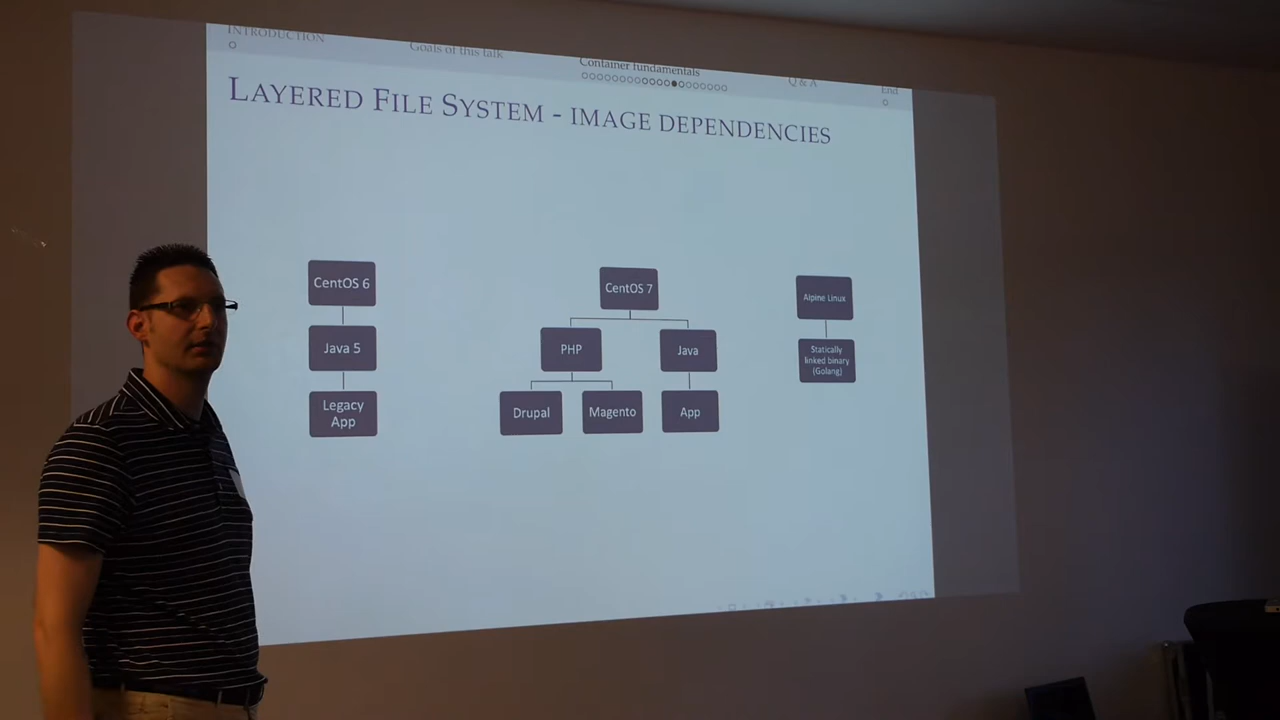 INTRODUCTION
Goals of this talk
Container fundamentals
Q & A
End
LAYERED FILE SYSTEM - IMAGE DEPENDENCIES
CentOS 6
Java 5
Legacy
App
CentOS 7
PHP
Java
Drupal
Magento
App
Alpine Linux
Statically
linked binary
(Golang)